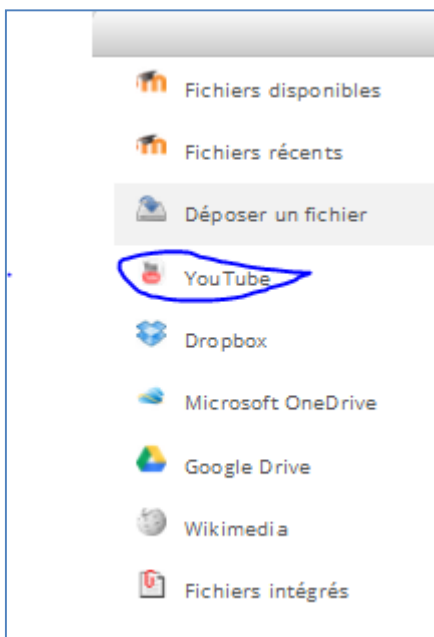 Fichiers disponibles
Fichiers récents
Déposer un fichier
YouTube
Dropbox
Microsoft OneDrive
Google Drive
Wikimedia
Fichiers intégrés